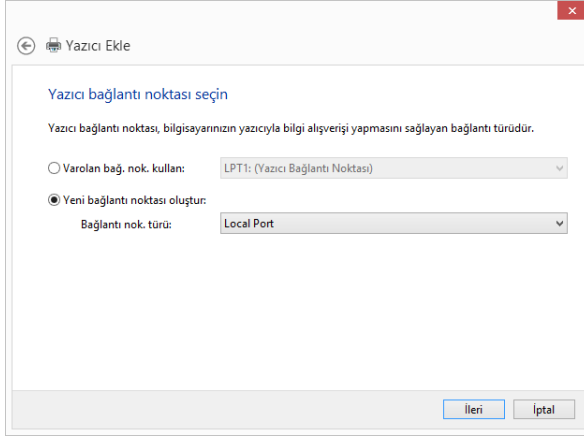 Yazıcı Ekle
Yazıcı bağlantı noktası seçin
Yazıcı bağlantı noktası, bilgisayarınızın yazıcıyla bilgi alışverişi yapmasını sağlayan bağlantı türüdür.
Varolan bağ. nok. kullan: LPT1: (Yazıcı Bağlantı Noktası)
Yeni bağlantı noktası oluştur:
Bağlantı nok. türü: Local Port
İleri İptal